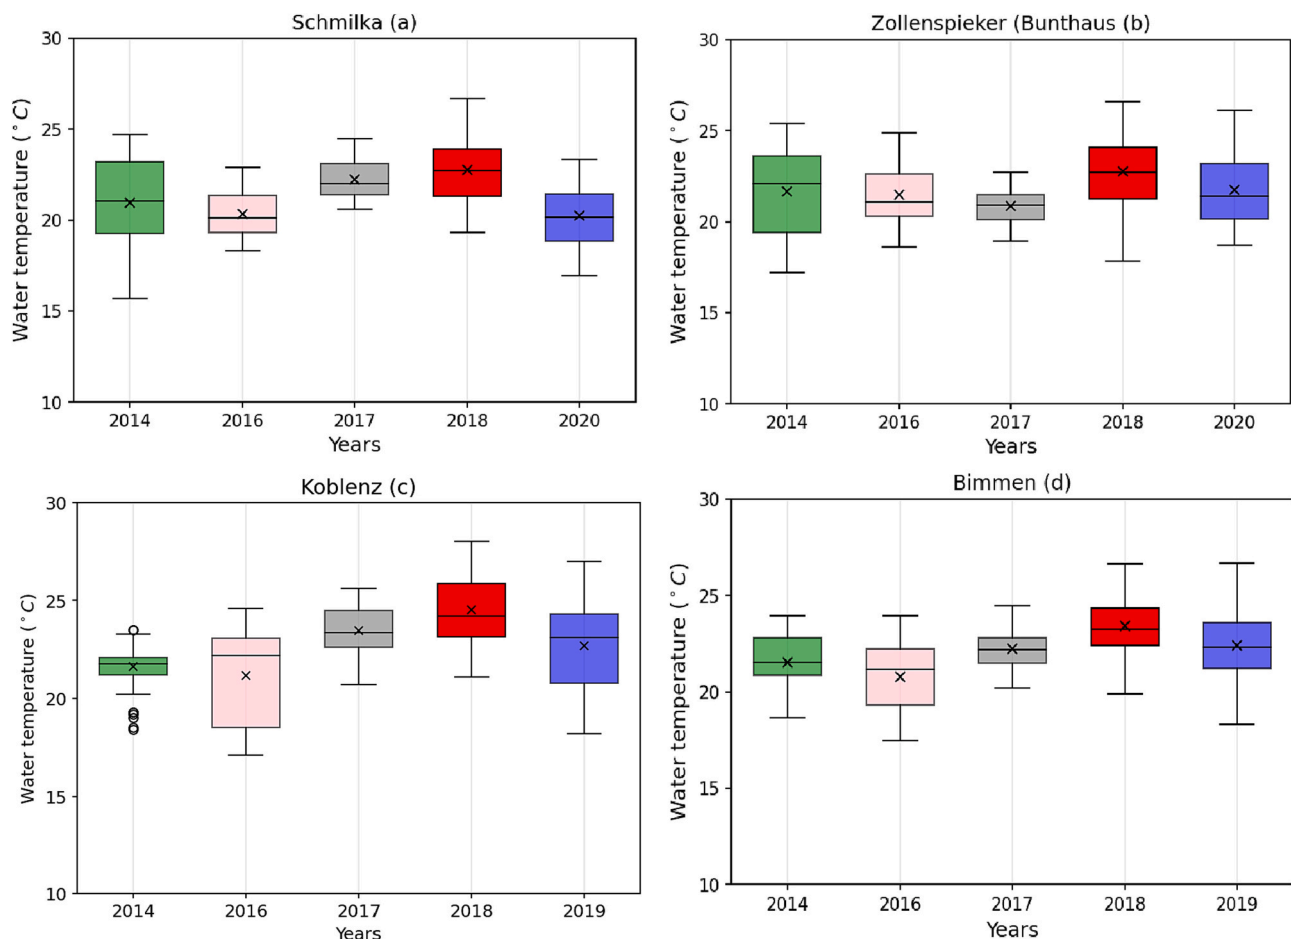 Schmilka (a)
30
25
20
15
10
Water temperature (°C)
2014 2016 2017 2018 2020
Years
Zollenspieker (Bunthaus (b)
30
25
20
15
10
Water temperature (°C)
2014 2016 2017 2018 2020
Years
Koblenz (c)
30
25
20
15
10
Water temperature (°C)
2014 2016 2017 2018 2019
Years
Bimmen (d)
30
25
20
15
10
Water temperature (°C)
2014 2016 2017 2018 2019
Years